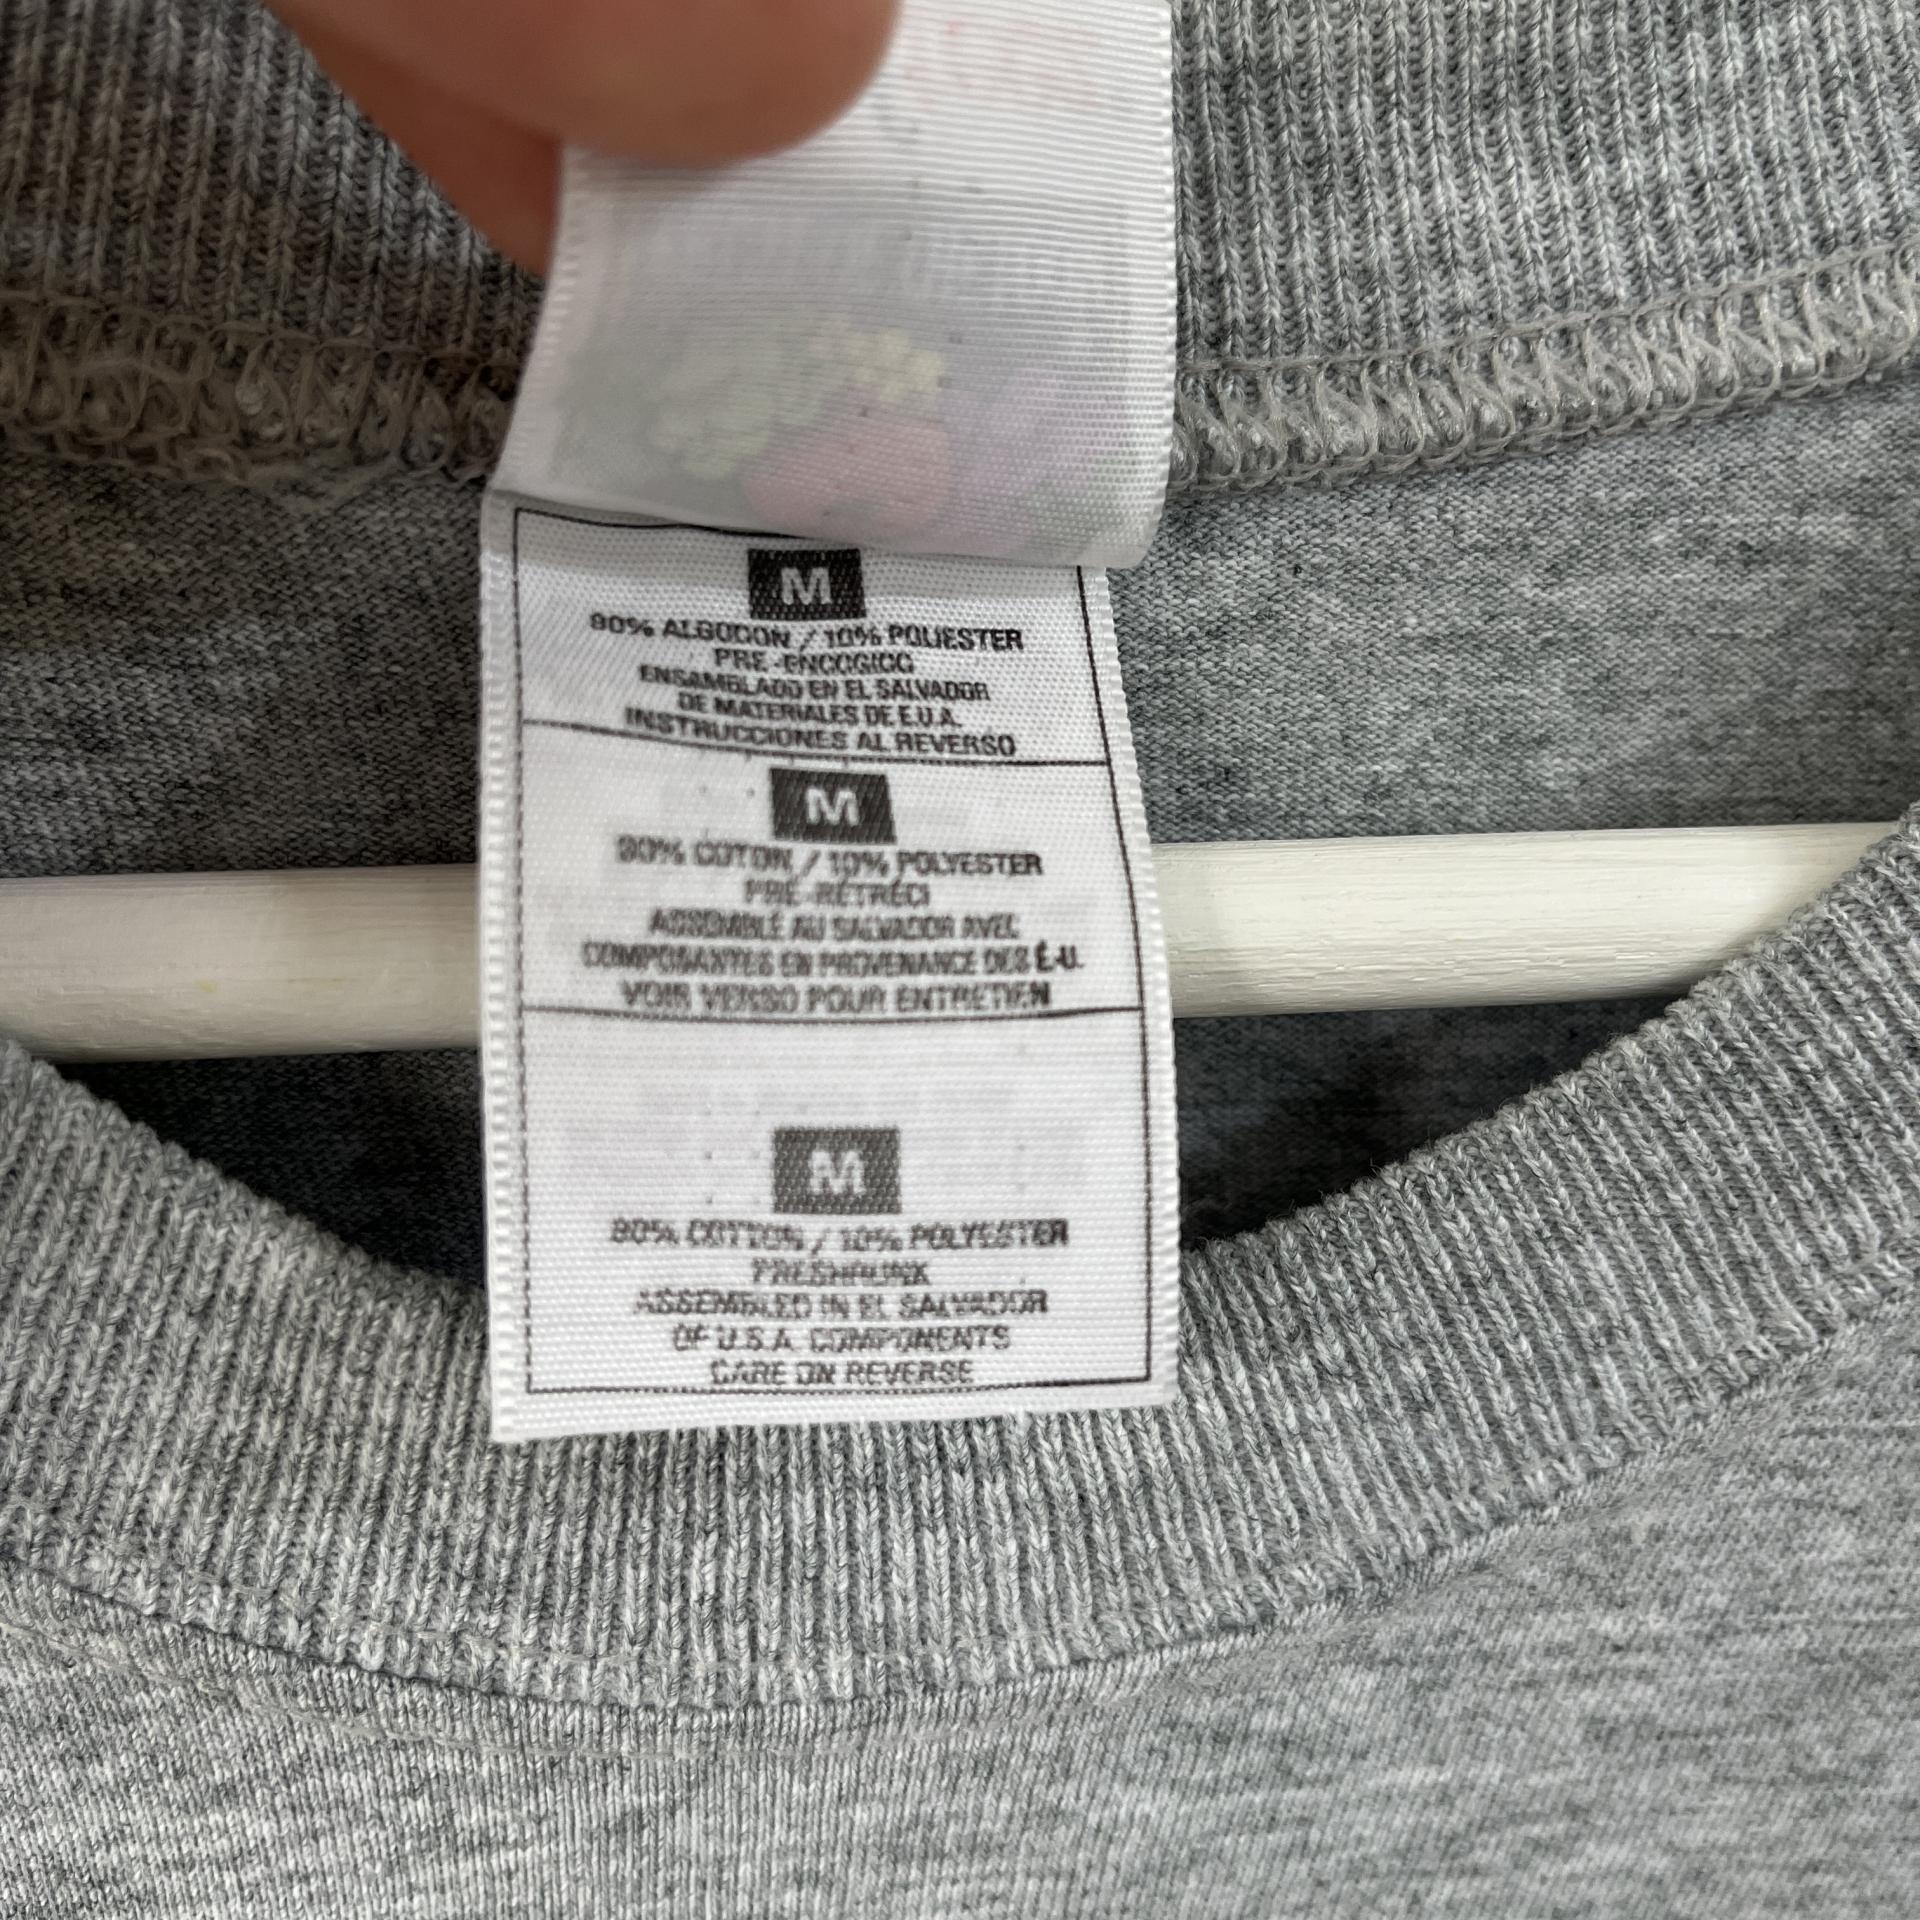 M
90% ALGODON / 10% POLIESTER
PRE-ENCOGIDO
ENSAMBLADO EN EL SALVADOR
DE MATERIALES DE E.U.A.
INSTRUCCIONES AL REVERSO
M
90% COTON / 10% POLYESTER
PRÉ-RÉTRÉCI
ASSEMBLÉ AU SALVADOR AVEC
COMPOSANTES EN PROVENANCE DES É.-U.
VOIR VERSO POUR ENTRETIEN
M
90% COTTON / 10% POLYESTER
PRESHRUNK
ASSEMBLED IN EL SALVADOR
OF U.S.A. COMPONENTS
CARE ON REVERSE